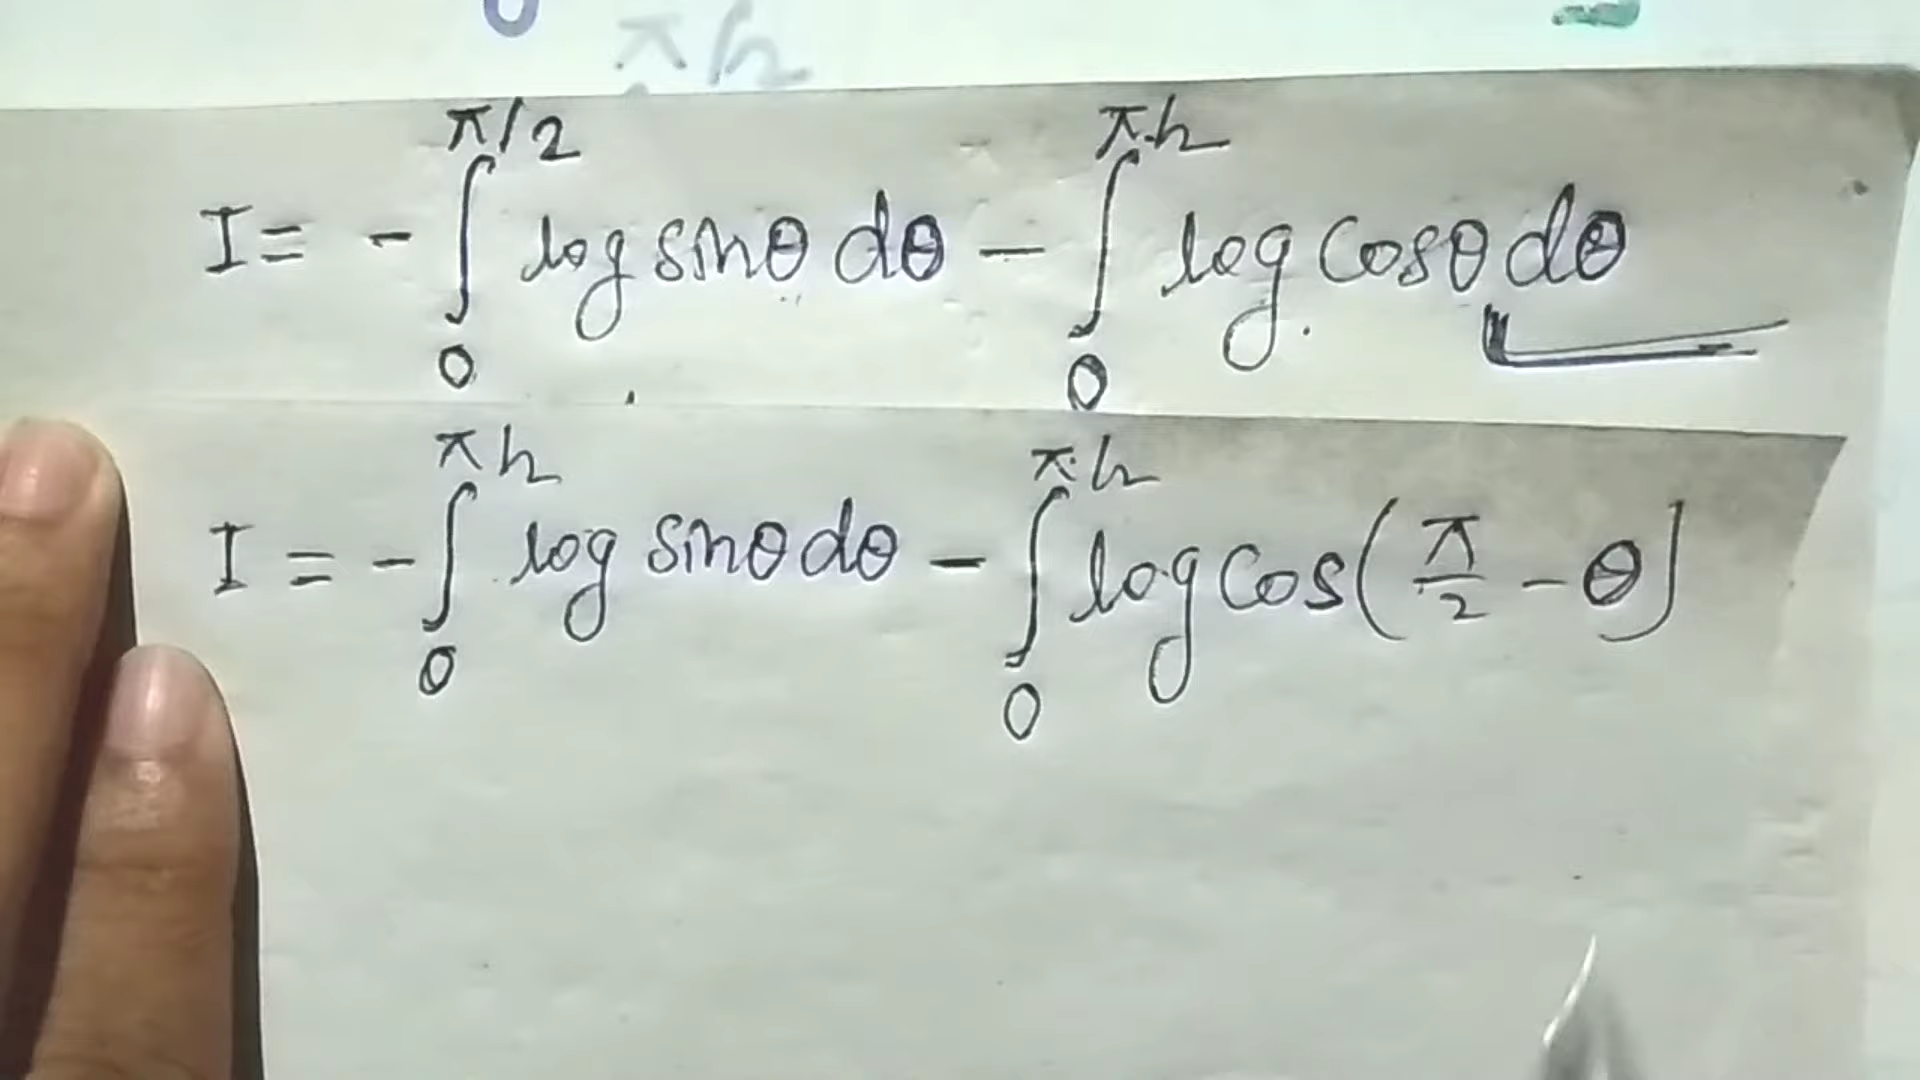 π/2
I = - ∫₀^{π/2} log sinθ dθ - ∫₀^{π/2} log cosθ dθ
I = - ∫₀^{π/2} log sinθ dθ - ∫₀^{π/2} log cos(π/2 - θ)